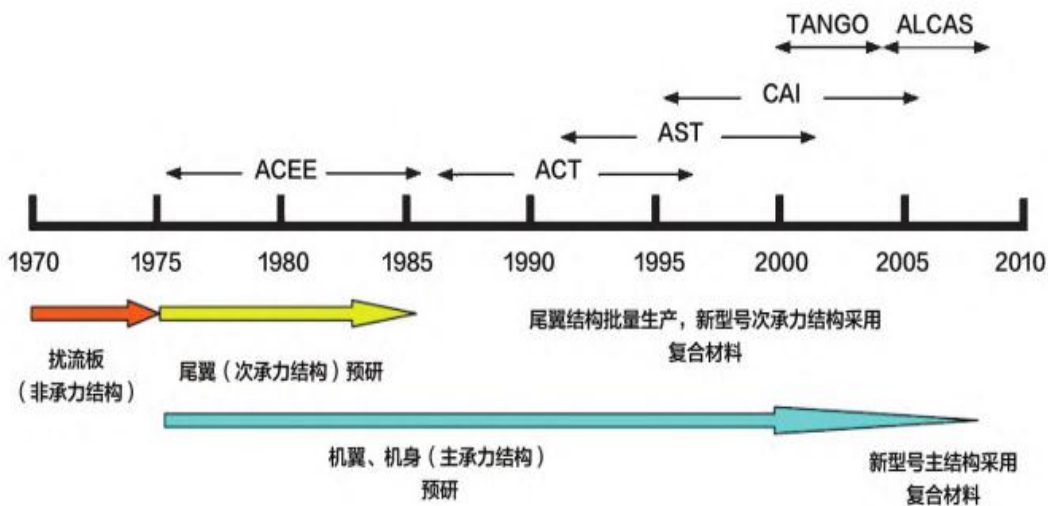 TANGO ALCAS
CAI
AST
ACEE ACT
1970 1975 1980 1985 1990 1995 2000 2005 2010
扰流板
（非承力结构）
尾翼（次承力结构）预研
尾翼结构批量生产，新型号次承力结构采用
复合材料
机翼、机身（主承力结构）
预研
新型号主结构采用
复合材料